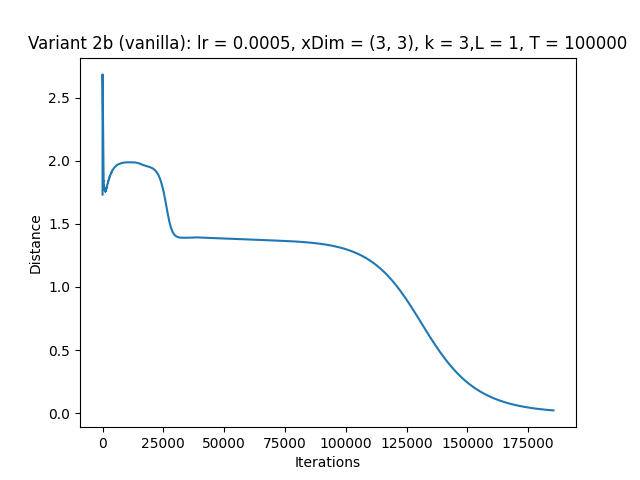 Variant 2b (vanilla): lr = 0.0005, xDim = (3, 3), k = 3,L = 1, T = 100000
2.5
2.0
1.5
1.0
0.5
0.0
Distance
0 25000 50000 75000 100000 125000 150000 175000
Iterations